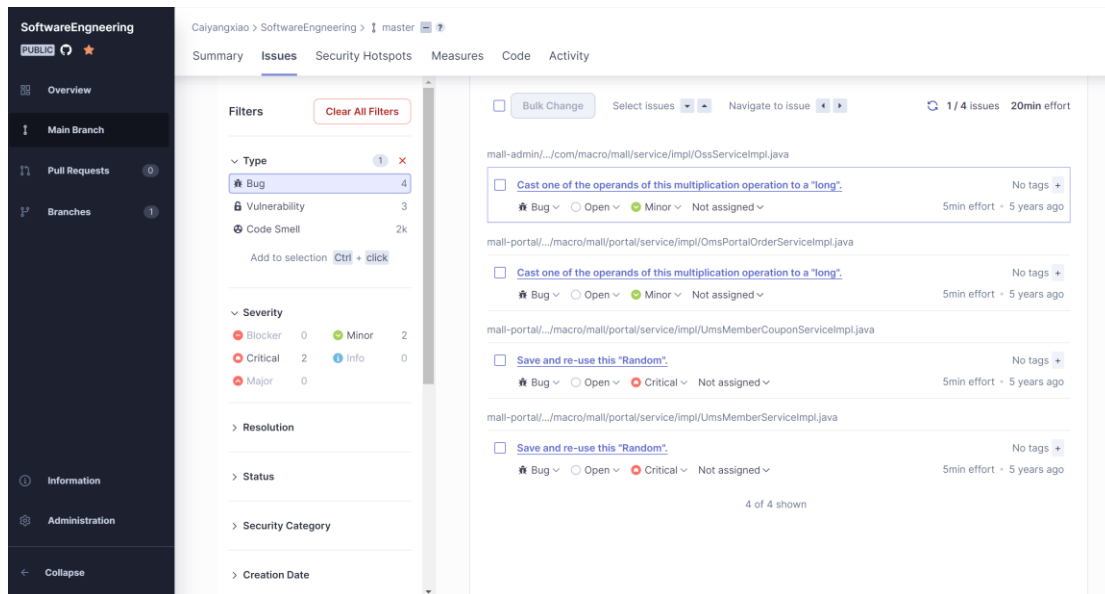 SoftwareEngneering
PUBLIC
Overview
Main Branch
Pull Requests 0
Branches 1
Information
Administration
Collapse
Caiyangxiao > SoftwareEngneering > master ?
Summary Issues Security Hotspots Measures Code Activity
Filters Clear All Filters
Type 1
Bug 4
Vulnerability 3
Code Smell 2k
Add to selection Ctrl + click
Severity
Blocker 0 Minor 2
Critical 2 Info 0
Major 0
Resolution
Status
Security Category
Creation Date
Bulk Change Select issues Navigate to issue 1 / 4 issues 20min effort
mall-admin/.../com/macro/mall/service/impl/OssServiceImpl.java
Cast one of the operands of this multiplication operation to a "long". No tags +
Bug Open Minor Not assigned 5min effort • 5 years ago
mall-portal/.../macro/mall/portal/service/impl/OmsPortalOrderServiceImpl.java
Cast one of the operands of this multiplication operation to a "long". No tags +
Bug Open Minor Not assigned 5min effort • 5 years ago
mall-portal/.../macro/mall/portal/service/impl/UmsMemberCouponServiceImpl.java
Save and re-use this "Random". No tags +
Bug Open Critical Not assigned 5min effort • 5 years ago
mall-portal/.../macro/mall/portal/service/impl/UmsMemberServiceImpl.java
Save and re-use this "Random". No tags +
Bug Open Critical Not assigned 5min effort • 5 years ago
4 of 4 shown